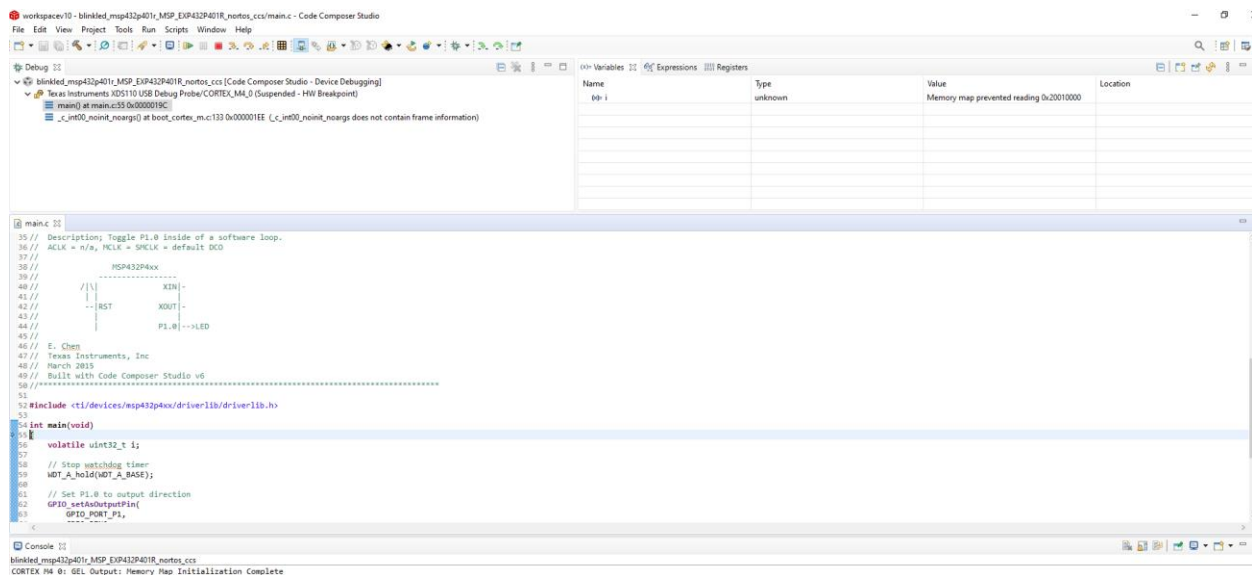 workspacev10 - blinkled_msp432p401r_MSP_EXP432P401R_nortos_ccs/main.c - Code Composer Studio
File Edit View Project Tools Run Scripts Window Help
Debug
blinkled_msp432p401r_MSP_EXP432P401R_nortos_ccs [Code Composer Studio - Device Debugging]
Texas Instruments XDS110 USB Debug Probe/CORTEX_M4_0 (Suspended - HW Breakpoint)
main() at main.c:55 0x0000019C
_c_int00_noinit_noargs() at boot_cortex_m.c:133 0x000001EE (_c_int00_noinit_noargs does not contain frame information)
(x)= Variables Expressions Registers
Name Type Value Location
(x)= i unknown Memory map prevented reading 0x20010000
main.c
35 // Description; Toggle P1.0 inside of a software loop.
36 // ACLK = n/a, MCLK = SMCLK = default DCO
37 //
38 // MSP432P4xx
39 // -----------------
40 // /|\| XIN|-
41 // | | |
42 // --|RST XOUT|-
43 // | |
44 // | P1.0|-->LED
45 //
46 // E. Chen
47 // Texas Instruments, Inc
48 // March 2015
49 // Built with Code Composer Studio v6
50 //******************************************************************************
51
52 #include <ti/devices/msp432p4xx/driverlib/driverlib.h>
53
54 int main(void)
55 {
56 volatile uint32_t i;
57
58 // Stop watchdog timer
59 WDT_A_hold(WDT_A_BASE);
60
61 // Set P1.0 to output direction
62 GPIO_setAsOutputPin(
63 GPIO_PORT_P1,
Console
blinkled_msp432p401r_MSP_EXP432P401R_nortos_ccs
CORTEX_M4_0: GEL Output: Memory Map Initialization Complete